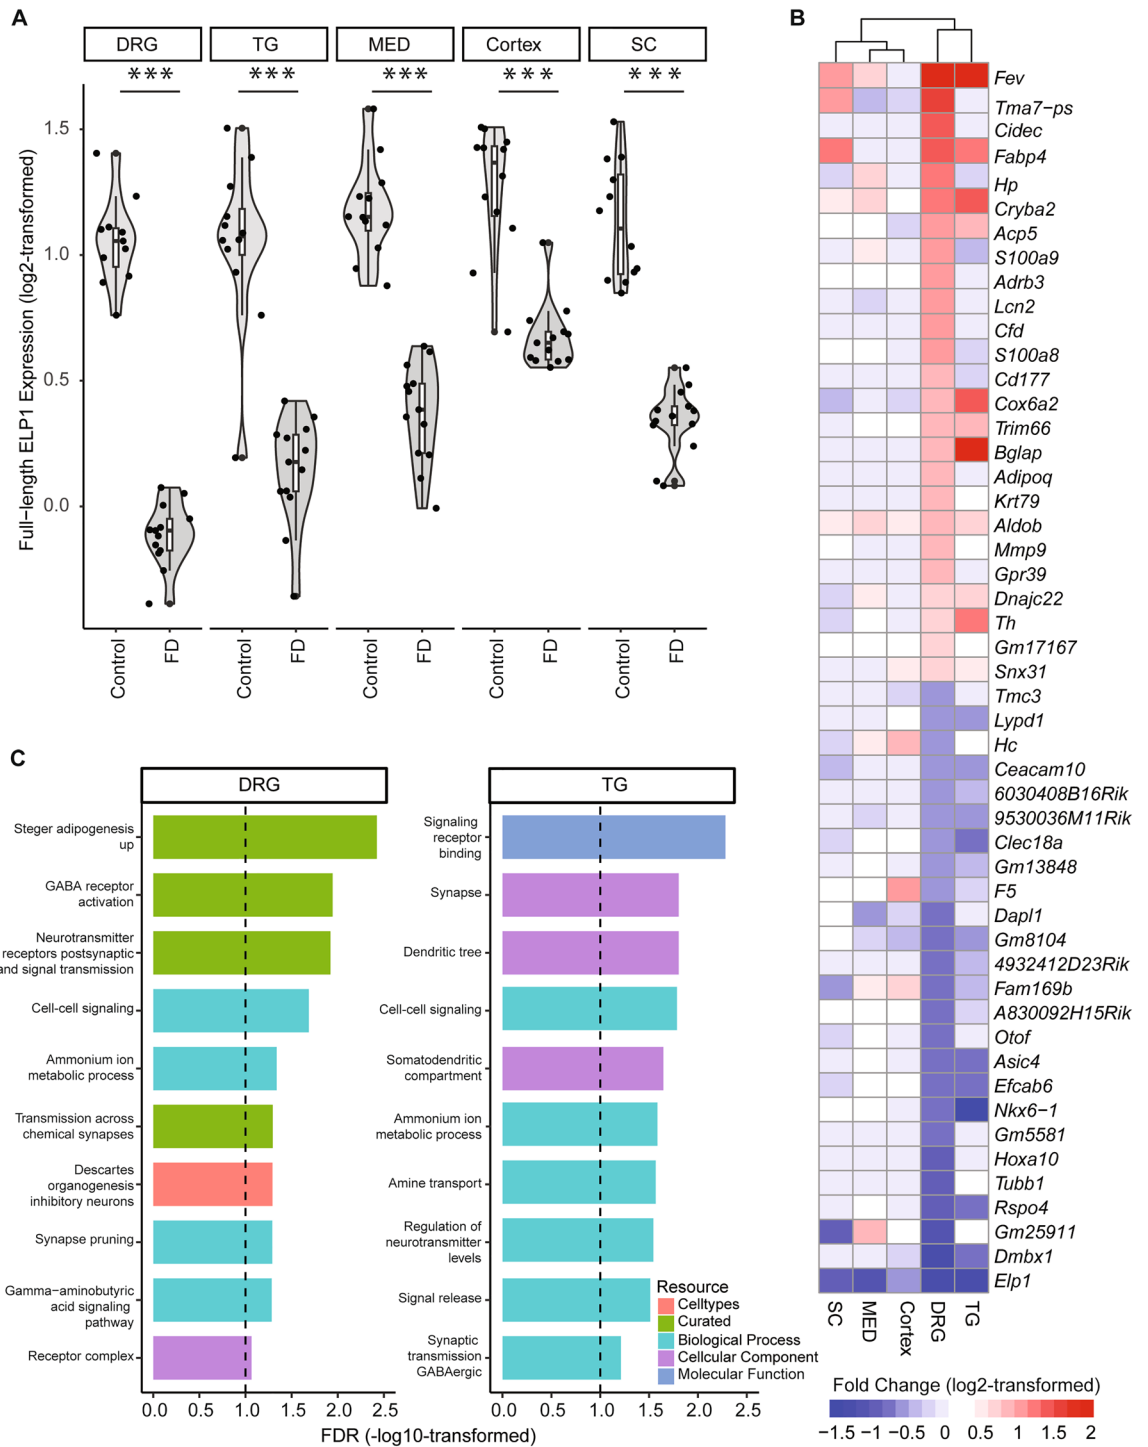 A
DRG
TG
MED
Cortex
SC
*** *** *** *** ***
Full−length ELP1 Expression (log2−transformed)
1.5
1.0
0.5
0.0
Control
FD
Control
FD
Control
FD
Control
FD
Control
FD
B
Fev
Tma7−ps
Cidec
Fabp4
Hp
Cryba2
Acp5
S100a9
Adrb3
Lcn2
Cfd
S100a8
Cd177
Cox6a2
Trim66
Bglap
Adipoq
Krt79
Aldob
Mmp9
Gpr39
Dnajc22
Th
Gm17167
Snx31
Tmc3
Lypd1
Hc
Ceacam10
6030408B16Rik
9530036M11Rik
Clec18a
Gm13848
F5
Dapl1
Gm8104
4932412D23Rik
Fam169b
A830092H15Rik
Otof
Asic4
Efcab6
Nkx6−1
Gm5581
Hoxa10
Tubb1
Rspo4
Gm25911
Dmbx1
Elp1
SC
MED
Cortex
DRG
TG
Fold Change (log2−transformed)
−1.5 −1 −0.5 0 0.5 1 1.5 2
C
DRG
Steger adipogenesis
up
GABA receptor
activation
Neurotransmitter
receptors postsynaptic
and signal transmission
Cell-cell signaling
Ammonium ion
metabolic process
Transmission across
chemical synapses
Descartes
organogenesis
inhibitory neurons
Synapse pruning
Gamma−aminobutyric
acid signaling
pathway
Receptor complex
0.0 0.5 1.0 1.5 2.0 2.5
TG
Signaling
receptor
binding
Synapse
Dendritic tree
Cell-cell signaling
Somatodendritic
compartment
Ammonium ion
metabolic process
Amine transport
Regulation of
neurotransmitter
levels
Signal release
Synaptic
transmission
GABAergic
0.0 0.5 1.0 1.5 2.0 2.5
Resource
Celltypes
Curated
Biological Process
Cellcular Component
Molecular Function
FDR (-log10-transformed)